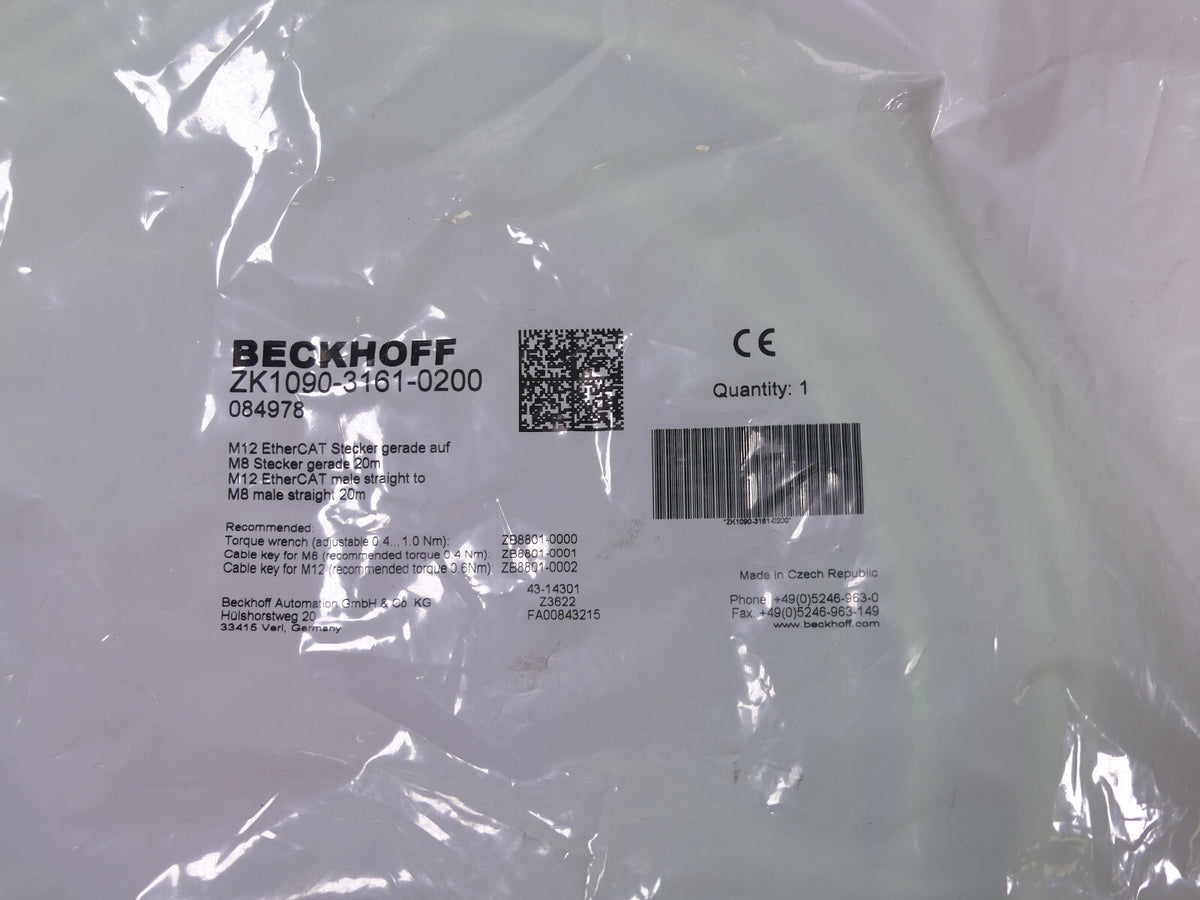 BECKHOFF
ZK1090-3161-0200
084978
M12 EtherCAT Stecker gerade auf
M8 Stecker gerade 20m
M12 EtherCAT male straight to
M8 male straight 20m
Recommended:
Torque wrench (adjustable 0.4...1.0 Nm): ZB8801-0000
Cable key for M8 (recommended torque 0.4 Nm): ZB8801-0001
Cable key for M12 (recommended torque 0.6Nm): ZB8801-0002
Beckhoff Automation GmbH & Co. KG
Hülshorstweg 20
33415 Verl, Germany
43-14301
Z3622
FA00843215
CE
Quantity: 1
*ZK1090-3161-0200*
Made in Czech Republic
Phone: +49(0)5246-963-0
Fax: +49(0)5246-963-149
www.beckhoff.com